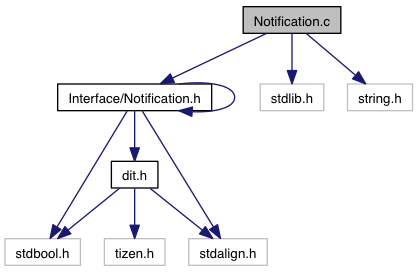 Notification.c
Interface/Notification.h
stdlib.h
string.h
dit.h
stdbool.h
tizen.h
stdalign.h